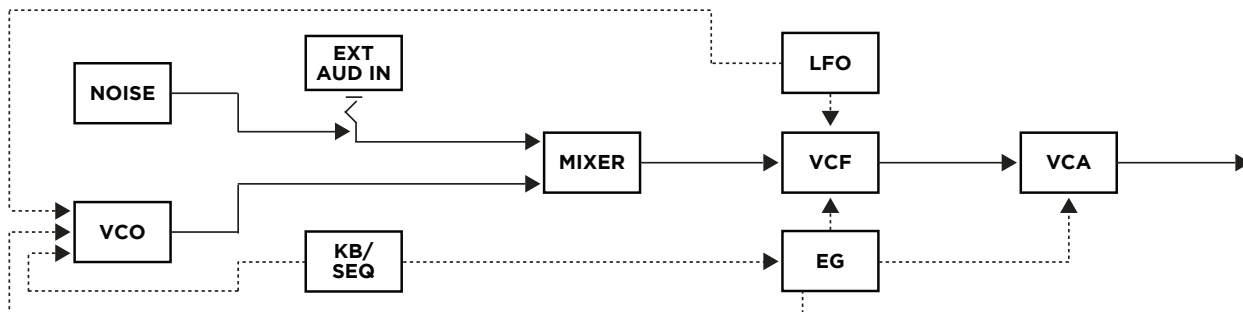 EXT
AUD IN
LFO
NOISE
MIXER
VCF
VCA
VCO
KB/
SEQ
EG